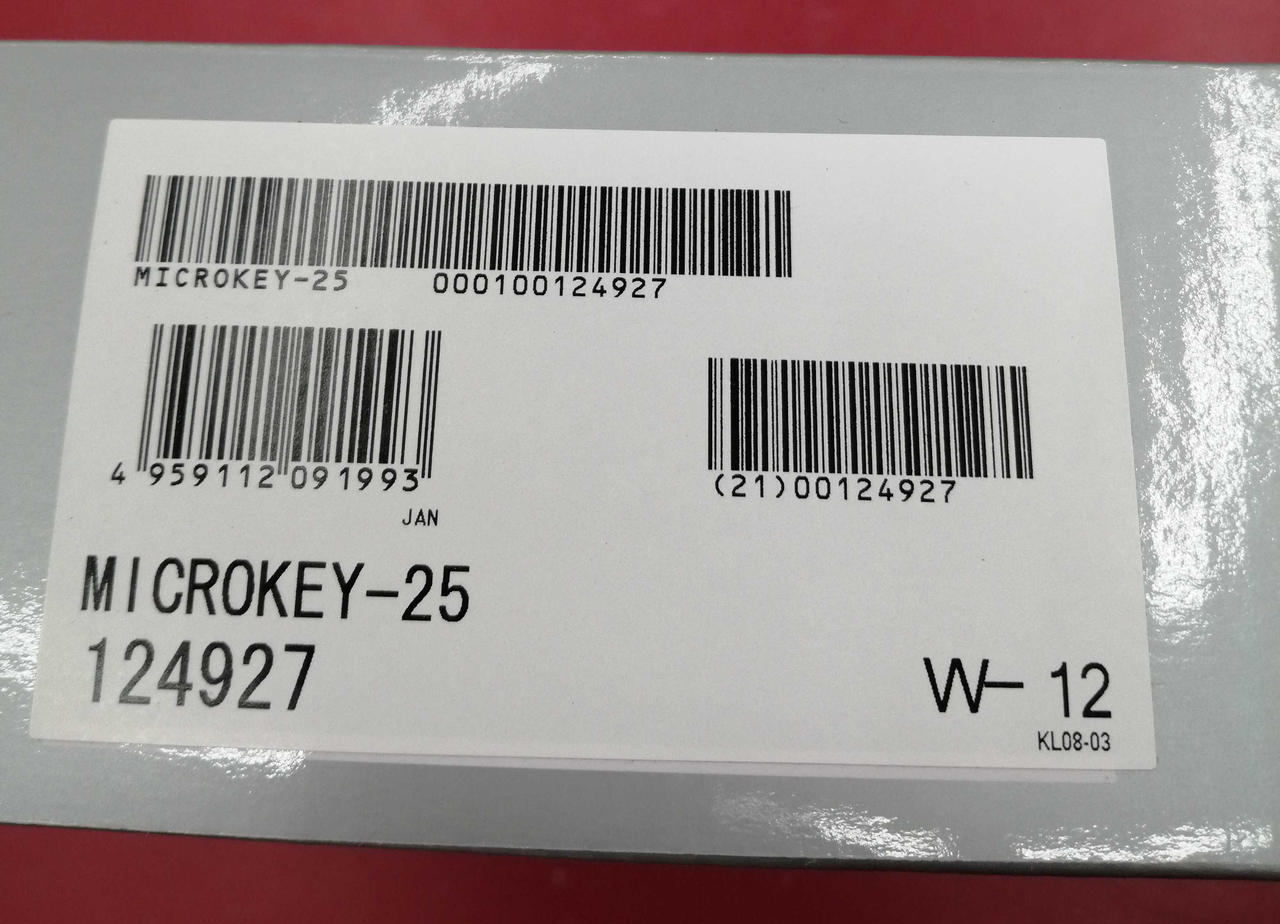 MICROKEY-25 000100124927
4 959112 091993
JAN
(21)00124927
MICROKEY-25
124927
W- 12
KL08-03